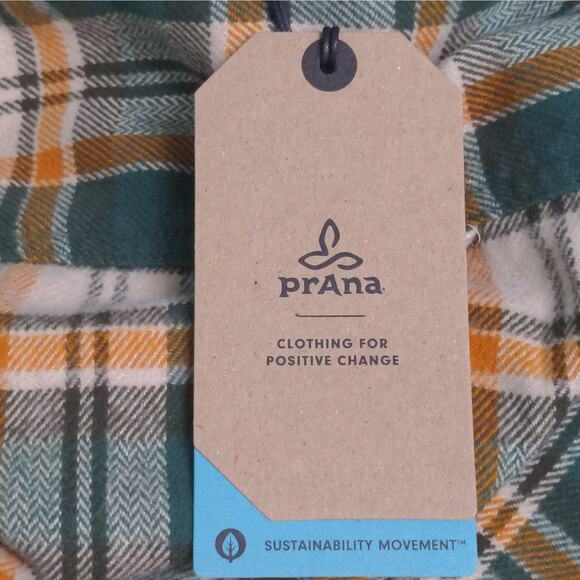 prAna
CLOTHING FOR
POSITIVE CHANGE
SUSTAINABILITY MOVEMENT™